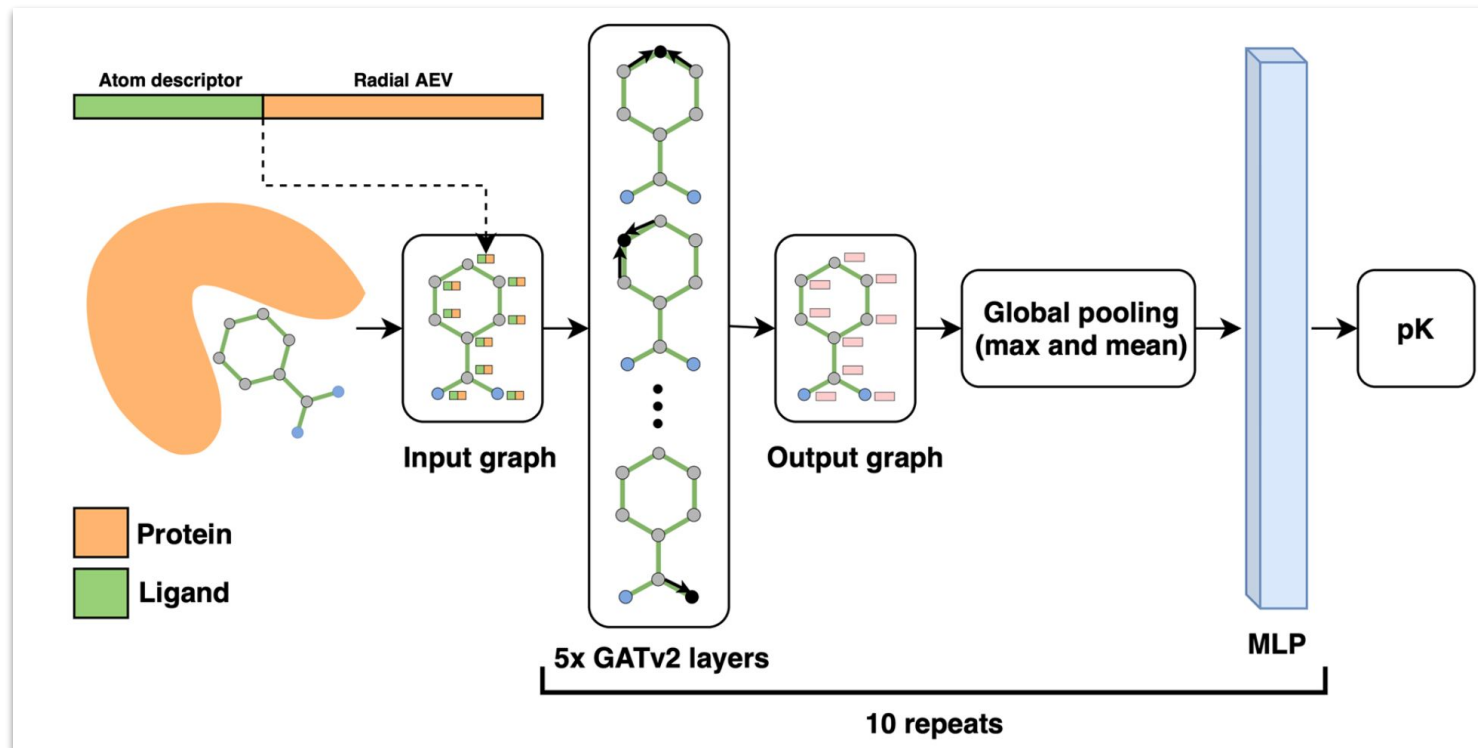 Atom descriptor
Radial AEV
Input graph
Output graph
Global pooling
(max and mean)
pK
Protein
Ligand
5x GATv2 layers
MLP
10 repeats